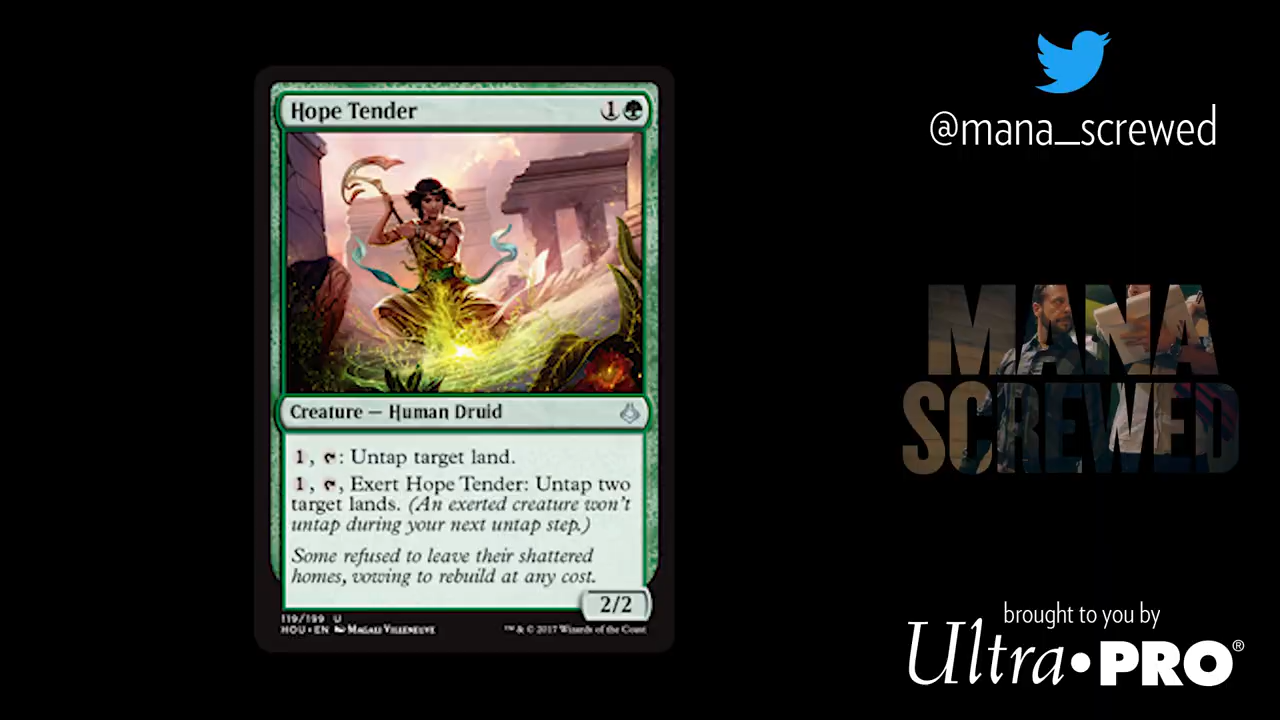 Hope Tender 1
Creature — Human Druid
1, : Untap target land.
1, , Exert Hope Tender: Untap two
target lands. (An exerted creature won't
untap during your next untap step.)
Some refused to leave their shattered
homes, vowing to rebuild at any cost.
2/2
119/199 U
HOU • EN Magali Villeneuve
™ & © 2017 Wizards of the Coast
@mana_screwed
MANA
SCREWED
brought to you by
Ultra•PRO®